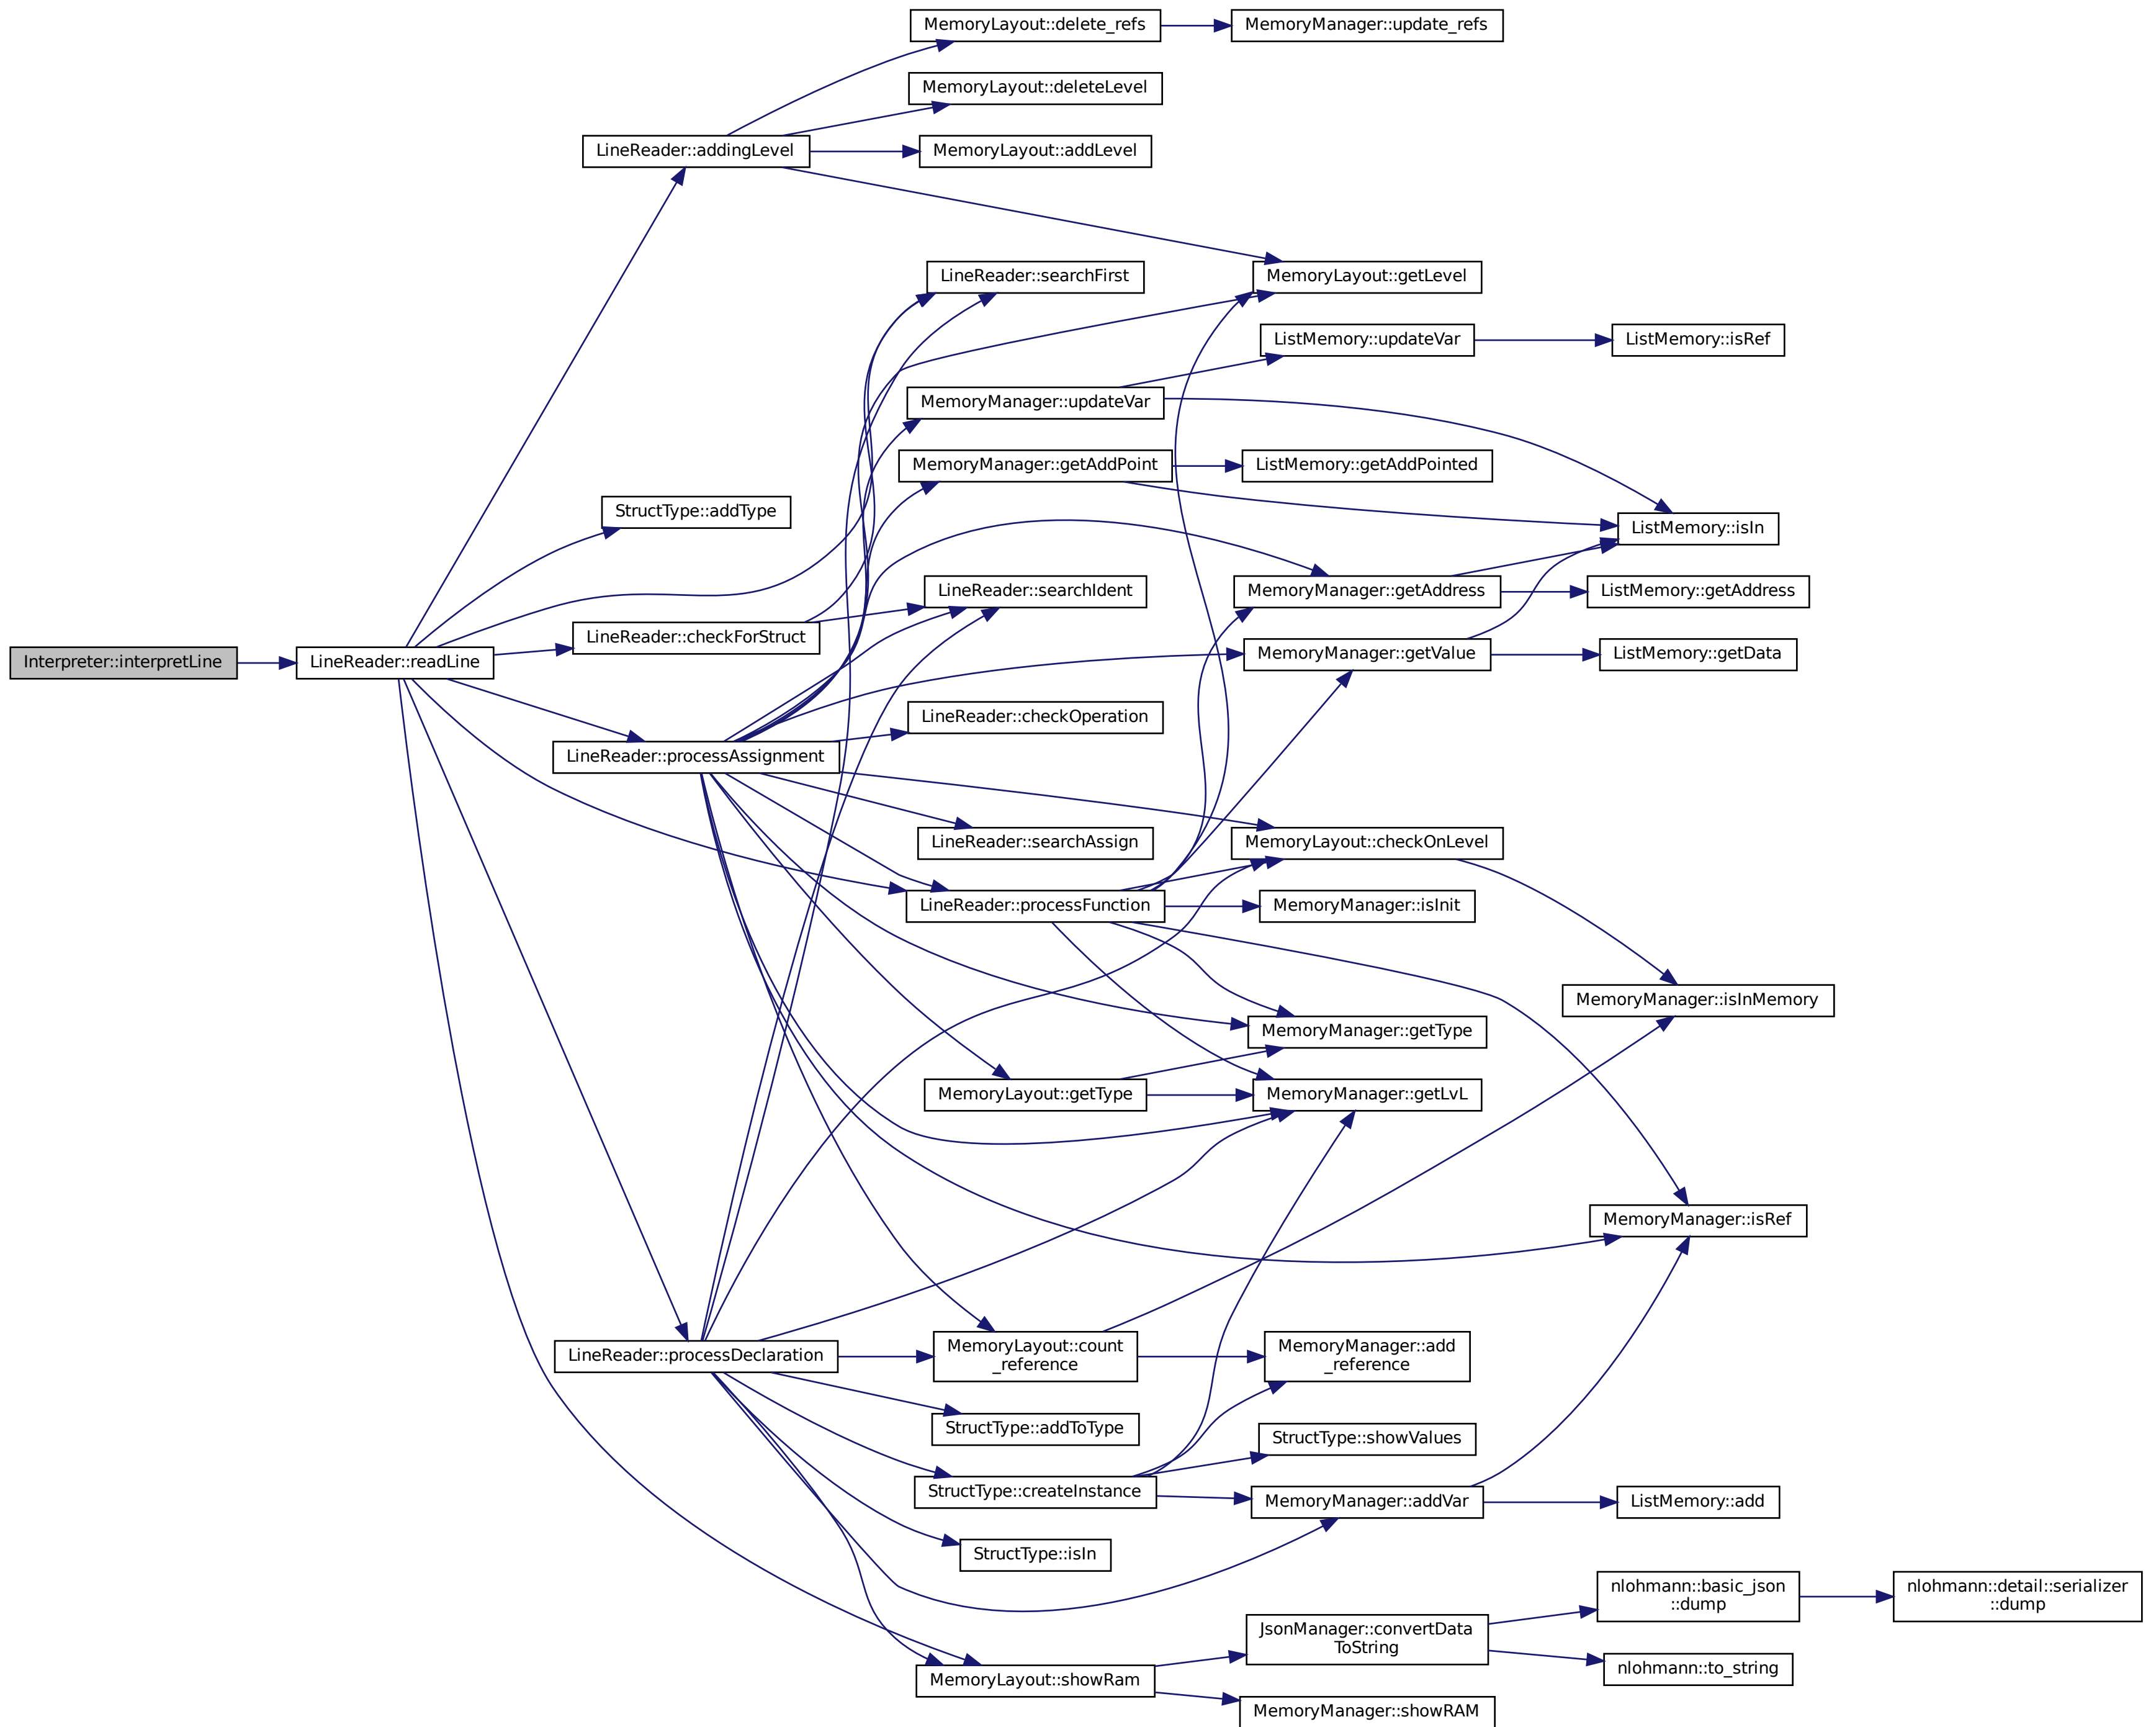 MemoryLayout::delete_refs
MemoryManager::update_refs
MemoryLayout::deleteLevel
LineReader::addingLevel
MemoryLayout::addLevel
LineReader::searchFirst
MemoryLayout::getLevel
ListMemory::updateVar
ListMemory::isRef
MemoryManager::updateVar
MemoryManager::getAddPoint
ListMemory::getAddPointed
StructType::addType
ListMemory::isIn
LineReader::searchIdent
MemoryManager::getAddress
ListMemory::getAddress
LineReader::checkForStruct
Interpreter::interpretLine
LineReader::readLine
MemoryManager::getValue
ListMemory::getData
LineReader::checkOperation
LineReader::processAssignment
LineReader::searchAssign
MemoryLayout::checkOnLevel
LineReader::processFunction
MemoryManager::isInit
MemoryManager::isInMemory
MemoryManager::getType
MemoryLayout::getType
MemoryManager::getLvL
MemoryManager::isRef
LineReader::processDeclaration
MemoryLayout::count
_reference
MemoryManager::add
_reference
StructType::addToType
StructType::showValues
StructType::createInstance
MemoryManager::addVar
ListMemory::add
StructType::isIn
nlohmann::basic_json
::dump
nlohmann::detail::serializer
::dump
JsonManager::convertData
ToString
nlohmann::to_string
MemoryLayout::showRam
MemoryManager::showRAM